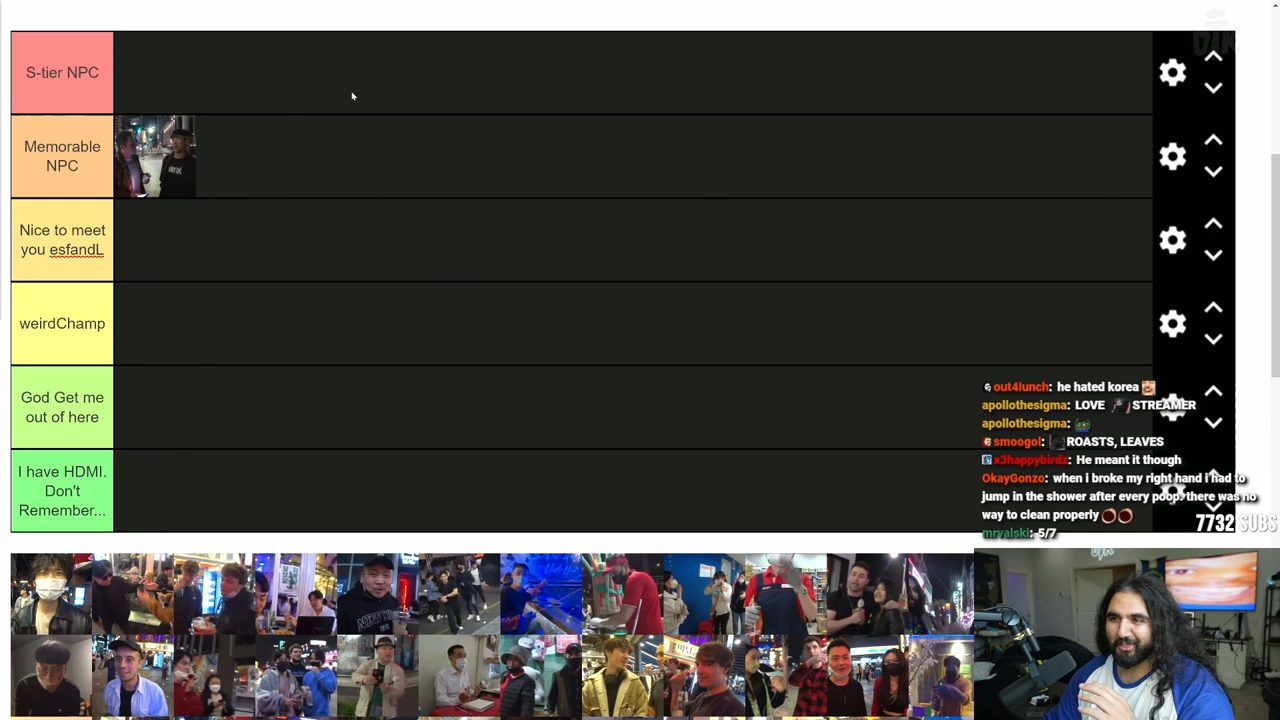 S-tier NPC
Memorable
NPC
Nice to meet
you esfandL
weirdChamp
God Get me
out of here
I have HDMI.
Don't
Remember...
out4lunch: he hated korea
apollothesigma: LOVE STREAMER
apollothesigma:
smoogol: ROASTS, LEAVES
x3happybirdz: He meant it though
OkayGonzo: when i broke my right hand i had to
jump in the shower after every poop. there was no
way to clean properly
mryalski: -5/7
7732 SUBS